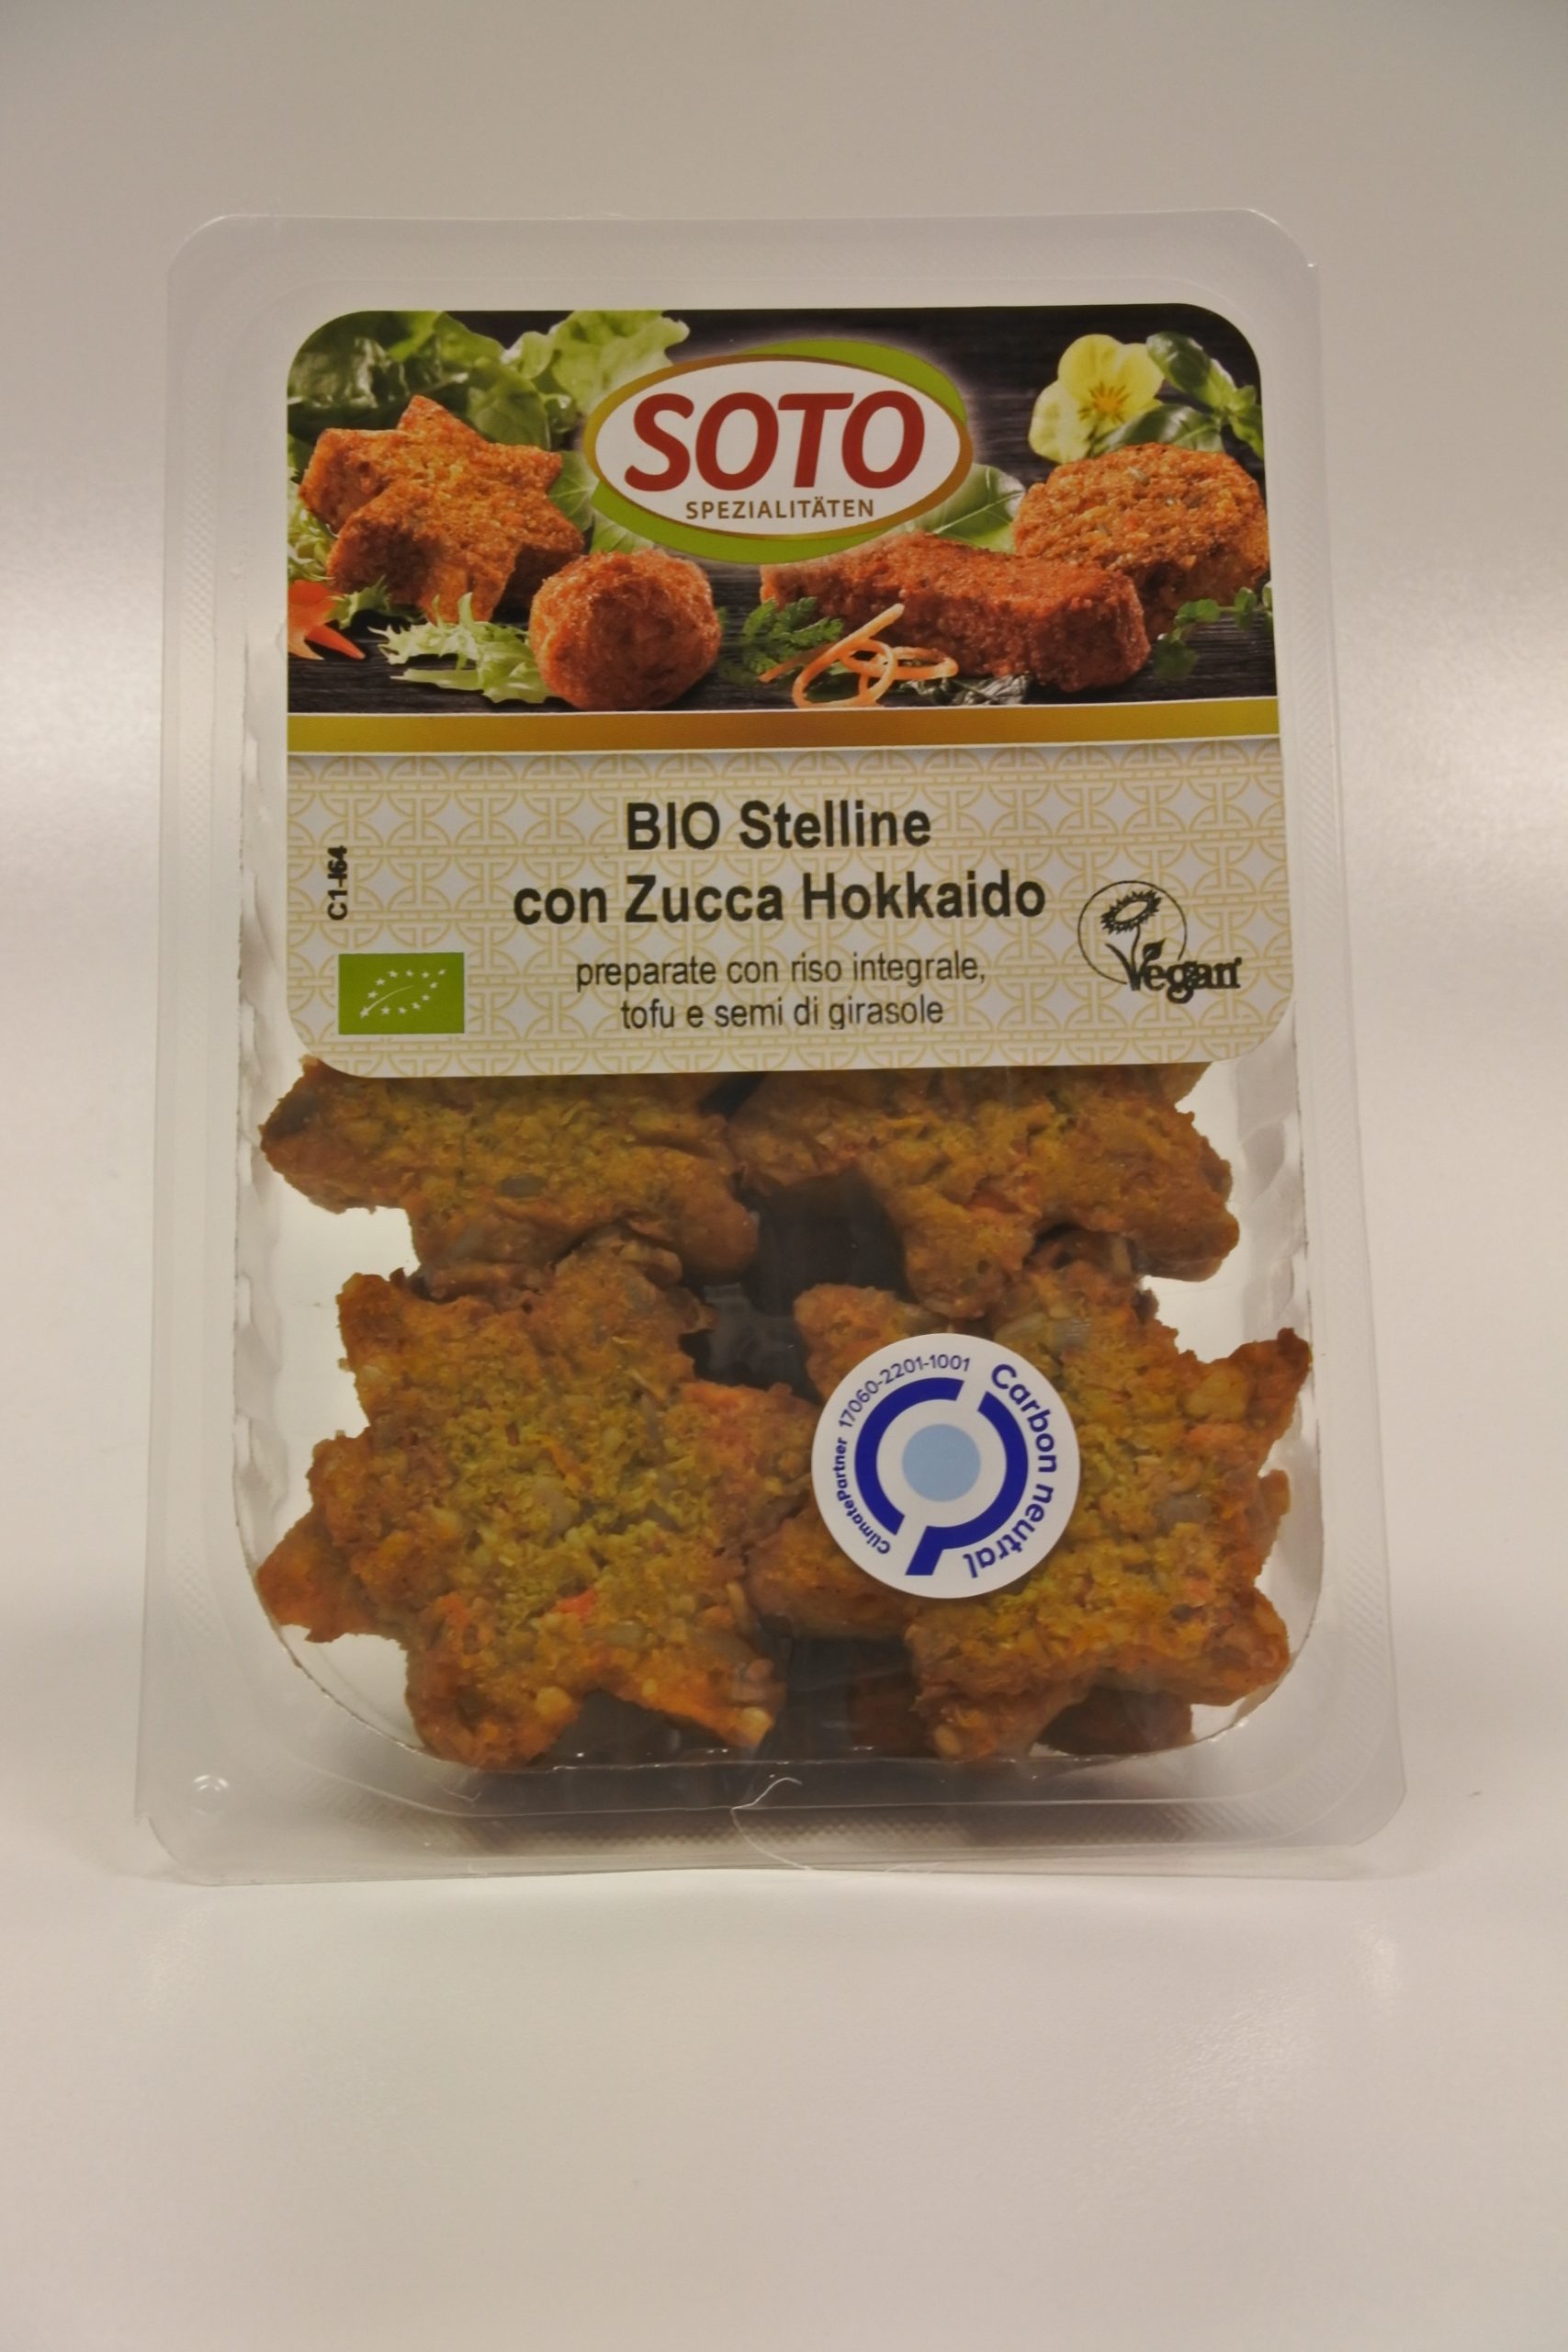 SOTO
SPEZIALITÄTEN
BIO Stelline
con Zucca Hokkaido
preparate con riso integrale,
tofu e semi di girasole
C1-I64
Vegan
ClimatePartner 17060-2201-1001
Carbon neutral